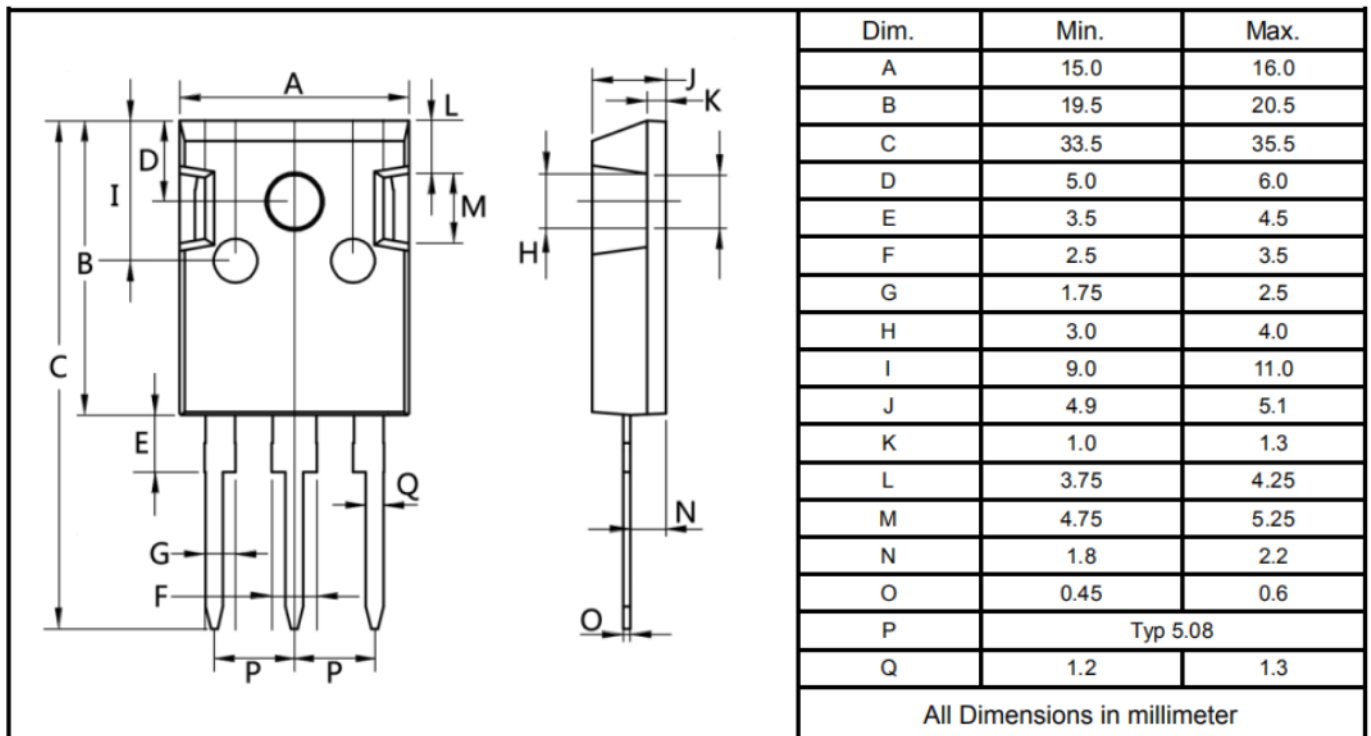 A
L
D
I
M
B
C
E
Q
G
F
P P
J
K
H
N
O
Dim. Min. Max.
A 15.0 16.0
B 19.5 20.5
C 33.5 35.5
D 5.0 6.0
E 3.5 4.5
F 2.5 3.5
G 1.75 2.5
H 3.0 4.0
I 9.0 11.0
J 4.9 5.1
K 1.0 1.3
L 3.75 4.25
M 4.75 5.25
N 1.8 2.2
O 0.45 0.6
P Typ 5.08
Q 1.2 1.3
All Dimensions in millimeter